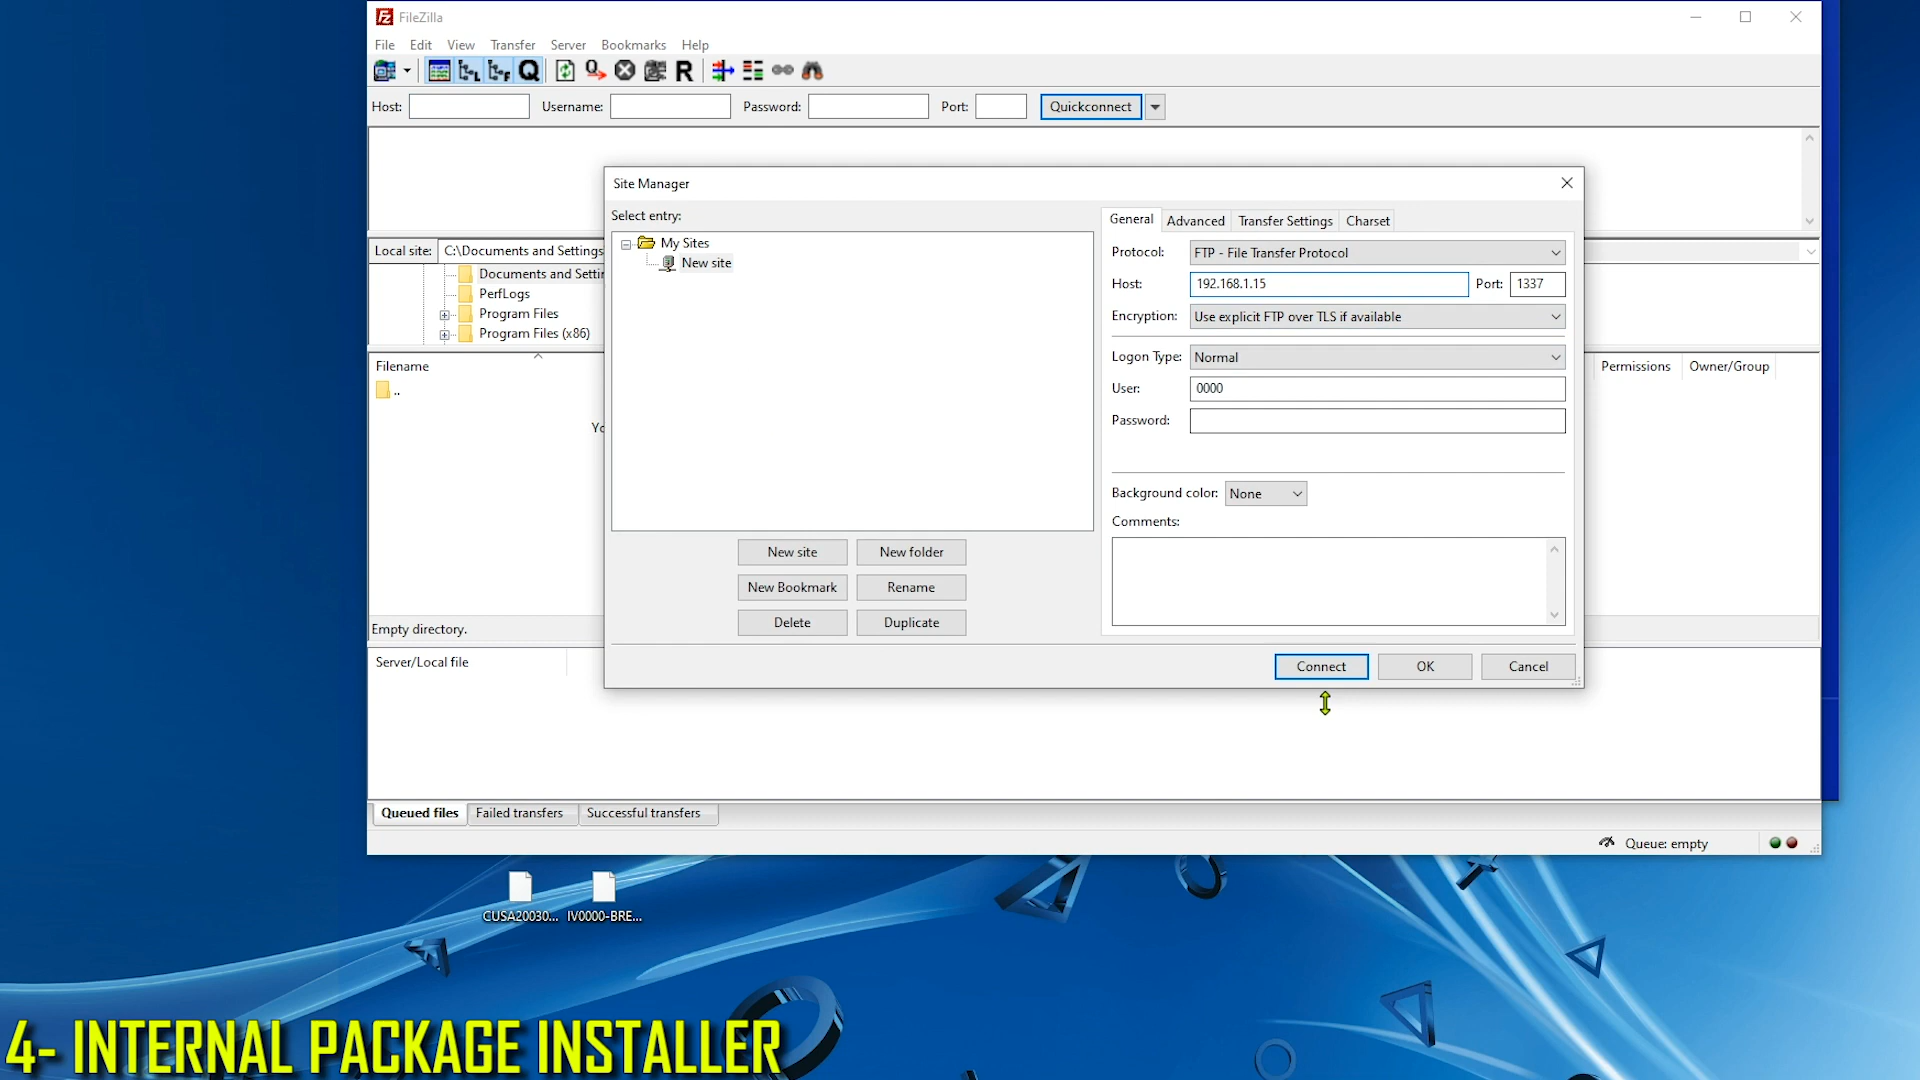 FileZilla
File Edit View Transfer Server Bookmarks Help
Host: Username: Password: Port: Quickconnect
Site Manager
Select entry:
My Sites
New site
New site New folder
New Bookmark Rename
Delete Duplicate
General Advanced Transfer Settings Charset
Protocol: FTP - File Transfer Protocol
Host: 192.168.1.15 Port: 1337
Encryption: Use explicit FTP over TLS if available
Logon Type: Normal
User: 0000
Password:
Background color: None
Comments:
Connect OK Cancel
Local site: C:\Documents and Settings
Documents and Settin
PerfLogs
Program Files
Program Files (x86)
Filename
..
Yo
Permissions Owner/Group
Empty directory.
Server/Local file
Queued files Failed transfers Successful transfers
Queue: empty
CUSA20030... IV0000-BRE...
4- INTERNAL PACKAGE INSTALLER